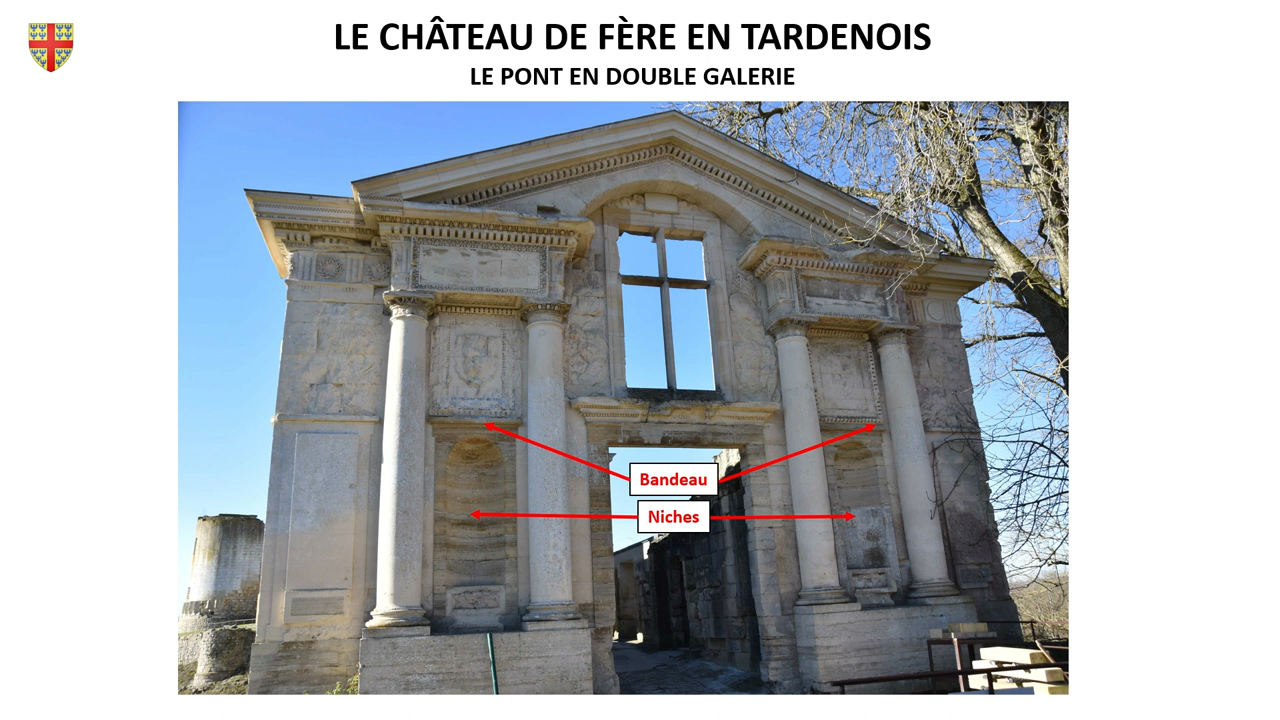 LE CHÂTEAU DE FÈRE EN TARDENOIS
LE PONT EN DOUBLE GALERIE
Bandeau
Niches